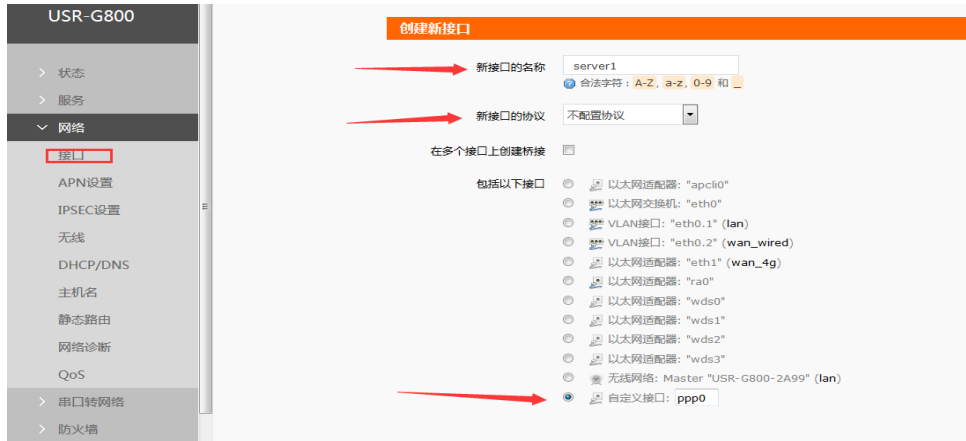 USR-G800
状态
服务
网络
接口
APN设置
IPSEC设置
无线
DHCP/DNS
主机名
静态路由
网络诊断
QoS
串口转网络
防火墙
创建新接口
新接口的名称 server1
合法字符：A-Z, a-z, 0-9 和 _
新接口的协议 不配置协议
在多个接口上创建桥接
包括以下接口 以太网适配器: "apcli0"
以太网交换机: "eth0"
VLAN接口: "eth0.1" (lan)
VLAN接口: "eth0.2" (wan_wired)
以太网适配器: "eth1" (wan_4g)
以太网适配器: "ra0"
以太网适配器: "wds0"
以太网适配器: "wds1"
以太网适配器: "wds2"
以太网适配器: "wds3"
无线网络: Master "USR-G800-2A99" (lan)
自定义接口: ppp0